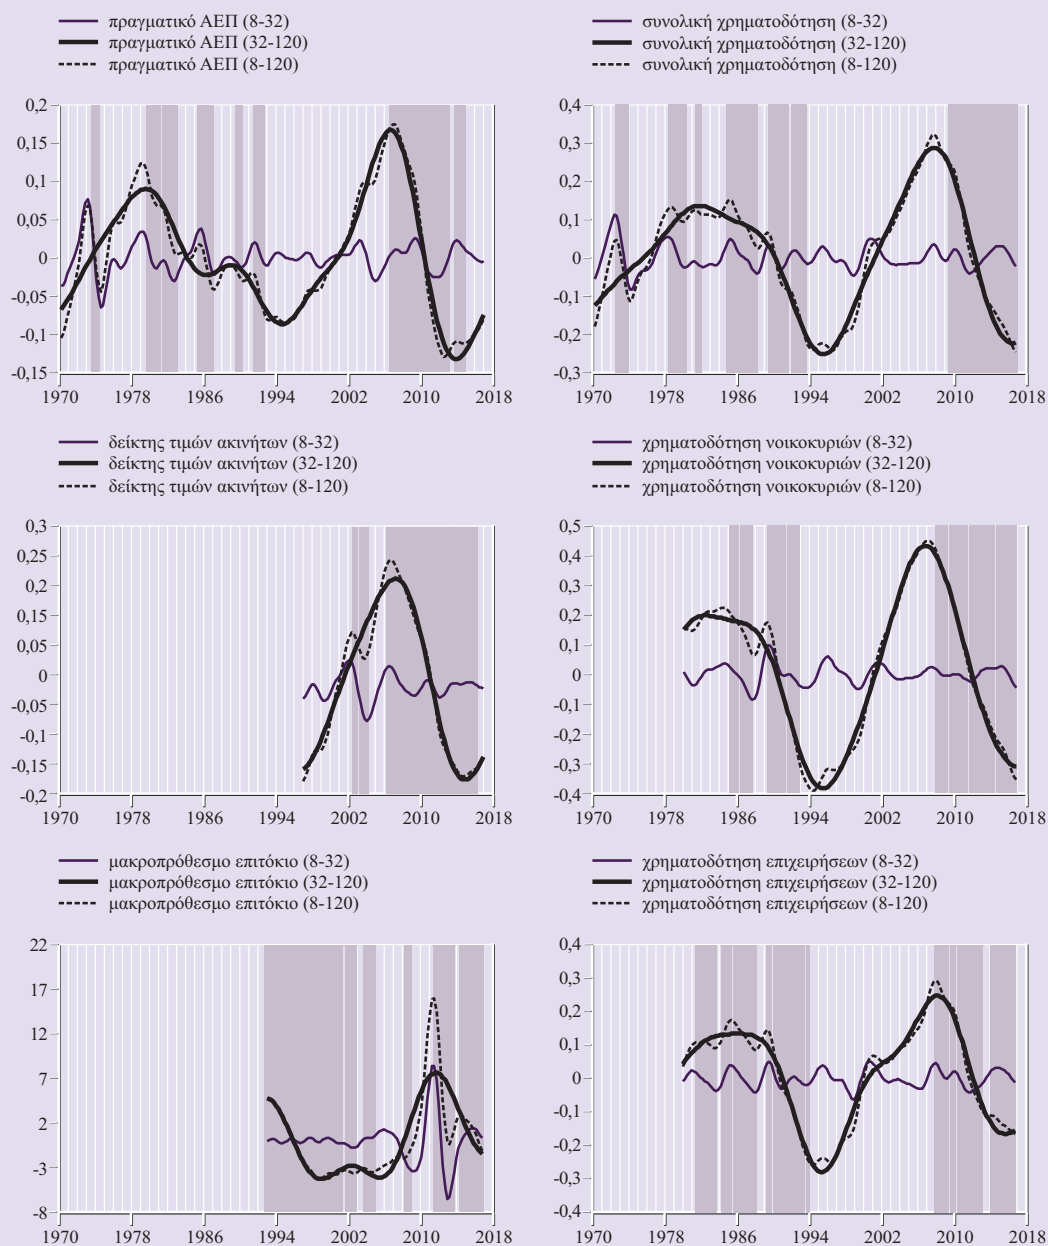 πραγματικό ΑΕΠ (8-32)
πραγματικό ΑΕΠ (32-120)
πραγματικό ΑΕΠ (8-120)
0,2
0,15
0,1
0,05
0
-0,05
-0,1
-0,15
1970 1978 1986 1994 2002 2010 2018
συνολική χρηματοδότηση (8-32)
συνολική χρηματοδότηση (32-120)
συνολική χρηματοδότηση (8-120)
0,4
0,3
0,2
0,1
0
-0,1
-0,2
-0,3
1970 1978 1986 1994 2002 2010 2018
δείκτης τιμών ακινήτων (8-32)
δείκτης τιμών ακινήτων (32-120)
δείκτης τιμών ακινήτων (8-120)
0,3
0,25
0,2
0,15
0,1
0,05
0
-0,05
-0,1
-0,15
-0,2
1970 1978 1986 1994 2002 2010 2018
χρηματοδότηση νοικοκυριών (8-32)
χρηματοδότηση νοικοκυριών (32-120)
χρηματοδότηση νοικοκυριών (8-120)
0,5
0,4
0,3
0,2
0,1
0
-0,1
-0,2
-0,3
-0,4
1970 1978 1986 1994 2002 2010 2018
μακροπρόθεσμο επιτόκιο (8-32)
μακροπρόθεσμο επιτόκιο (32-120)
μακροπρόθεσμο επιτόκιο (8-120)
22
17
12
7
2
-3
-8
1970 1978 1986 1994 2002 2010 2018
χρηματοδότηση επιχειρήσεων (8-32)
χρηματοδότηση επιχειρήσεων (32-120)
χρηματοδότηση επιχειρήσεων (8-120)
0,4
0,3
0,2
0,1
0
-0,1
-0,2
-0,3
-0,4
1970 1978 1986 1994 2002 2010 2018